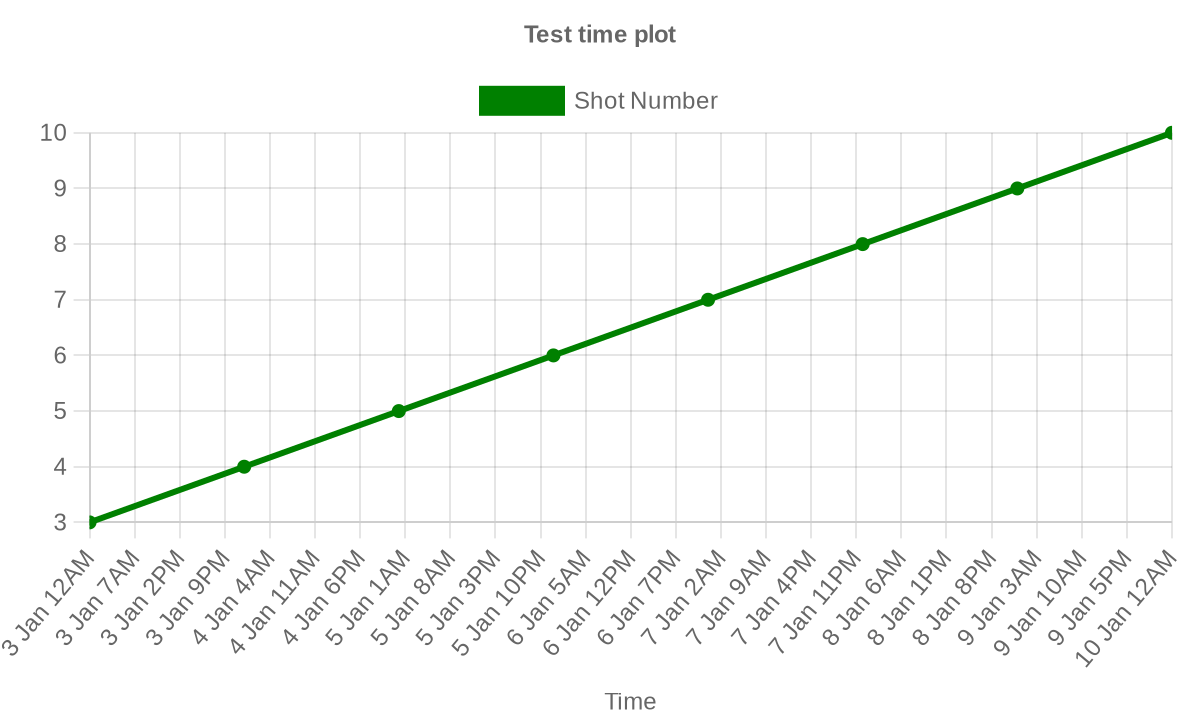 Test time plot
Shot Number
10
9
8
7
6
5
4
3
3 Jan 12AM
3 Jan 7AM
3 Jan 2PM
3 Jan 9PM
4 Jan 4AM
4 Jan 11AM
4 Jan 6PM
5 Jan 1AM
5 Jan 8AM
5 Jan 3PM
5 Jan 10PM
6 Jan 5AM
6 Jan 12PM
6 Jan 7PM
7 Jan 2AM
7 Jan 9AM
7 Jan 4PM
7 Jan 11PM
8 Jan 6AM
8 Jan 1PM
8 Jan 8PM
9 Jan 3AM
9 Jan 10AM
9 Jan 5PM
10 Jan 12AM
Time